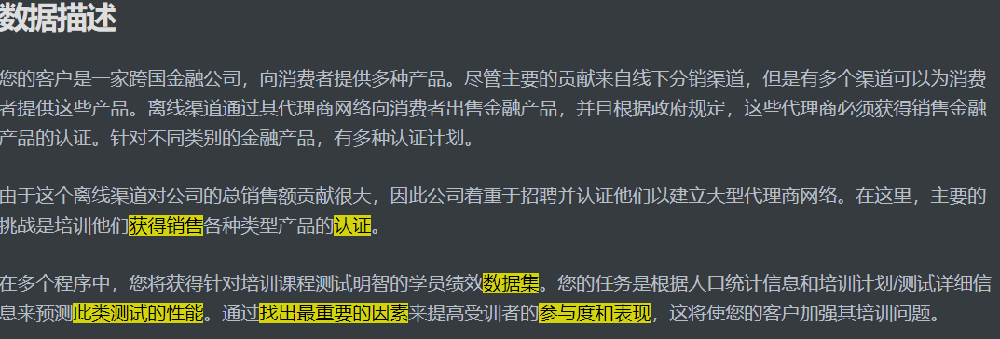 数据描述
您的客户是一家跨国金融公司，向消费者提供多种产品。尽管主要的贡献来自线下分销渠道，但是有多个渠道可以为消费
者提供这些产品。离线渠道通过其代理商网络向消费者出售金融产品，并且根据政府规定，这些代理商必须获得销售金融
产品的认证。针对不同类别的金融产品，有多种认证计划。
由于这个离线渠道对公司的总销售额贡献很大，因此公司着重于招聘并认证他们以建立大型代理商网络。在这里，主要的
挑战是培训他们获得销售各种类型产品的认证。
在多个程序中，您将获得针对培训课程测试明智的学员绩效数据集。您的任务是根据人口统计信息和培训计划/测试详细信
息来预测此类测试的性能。通过找出最重要的因素来提高受训者的参与度和表现，这将使您的客户加强其培训问题。